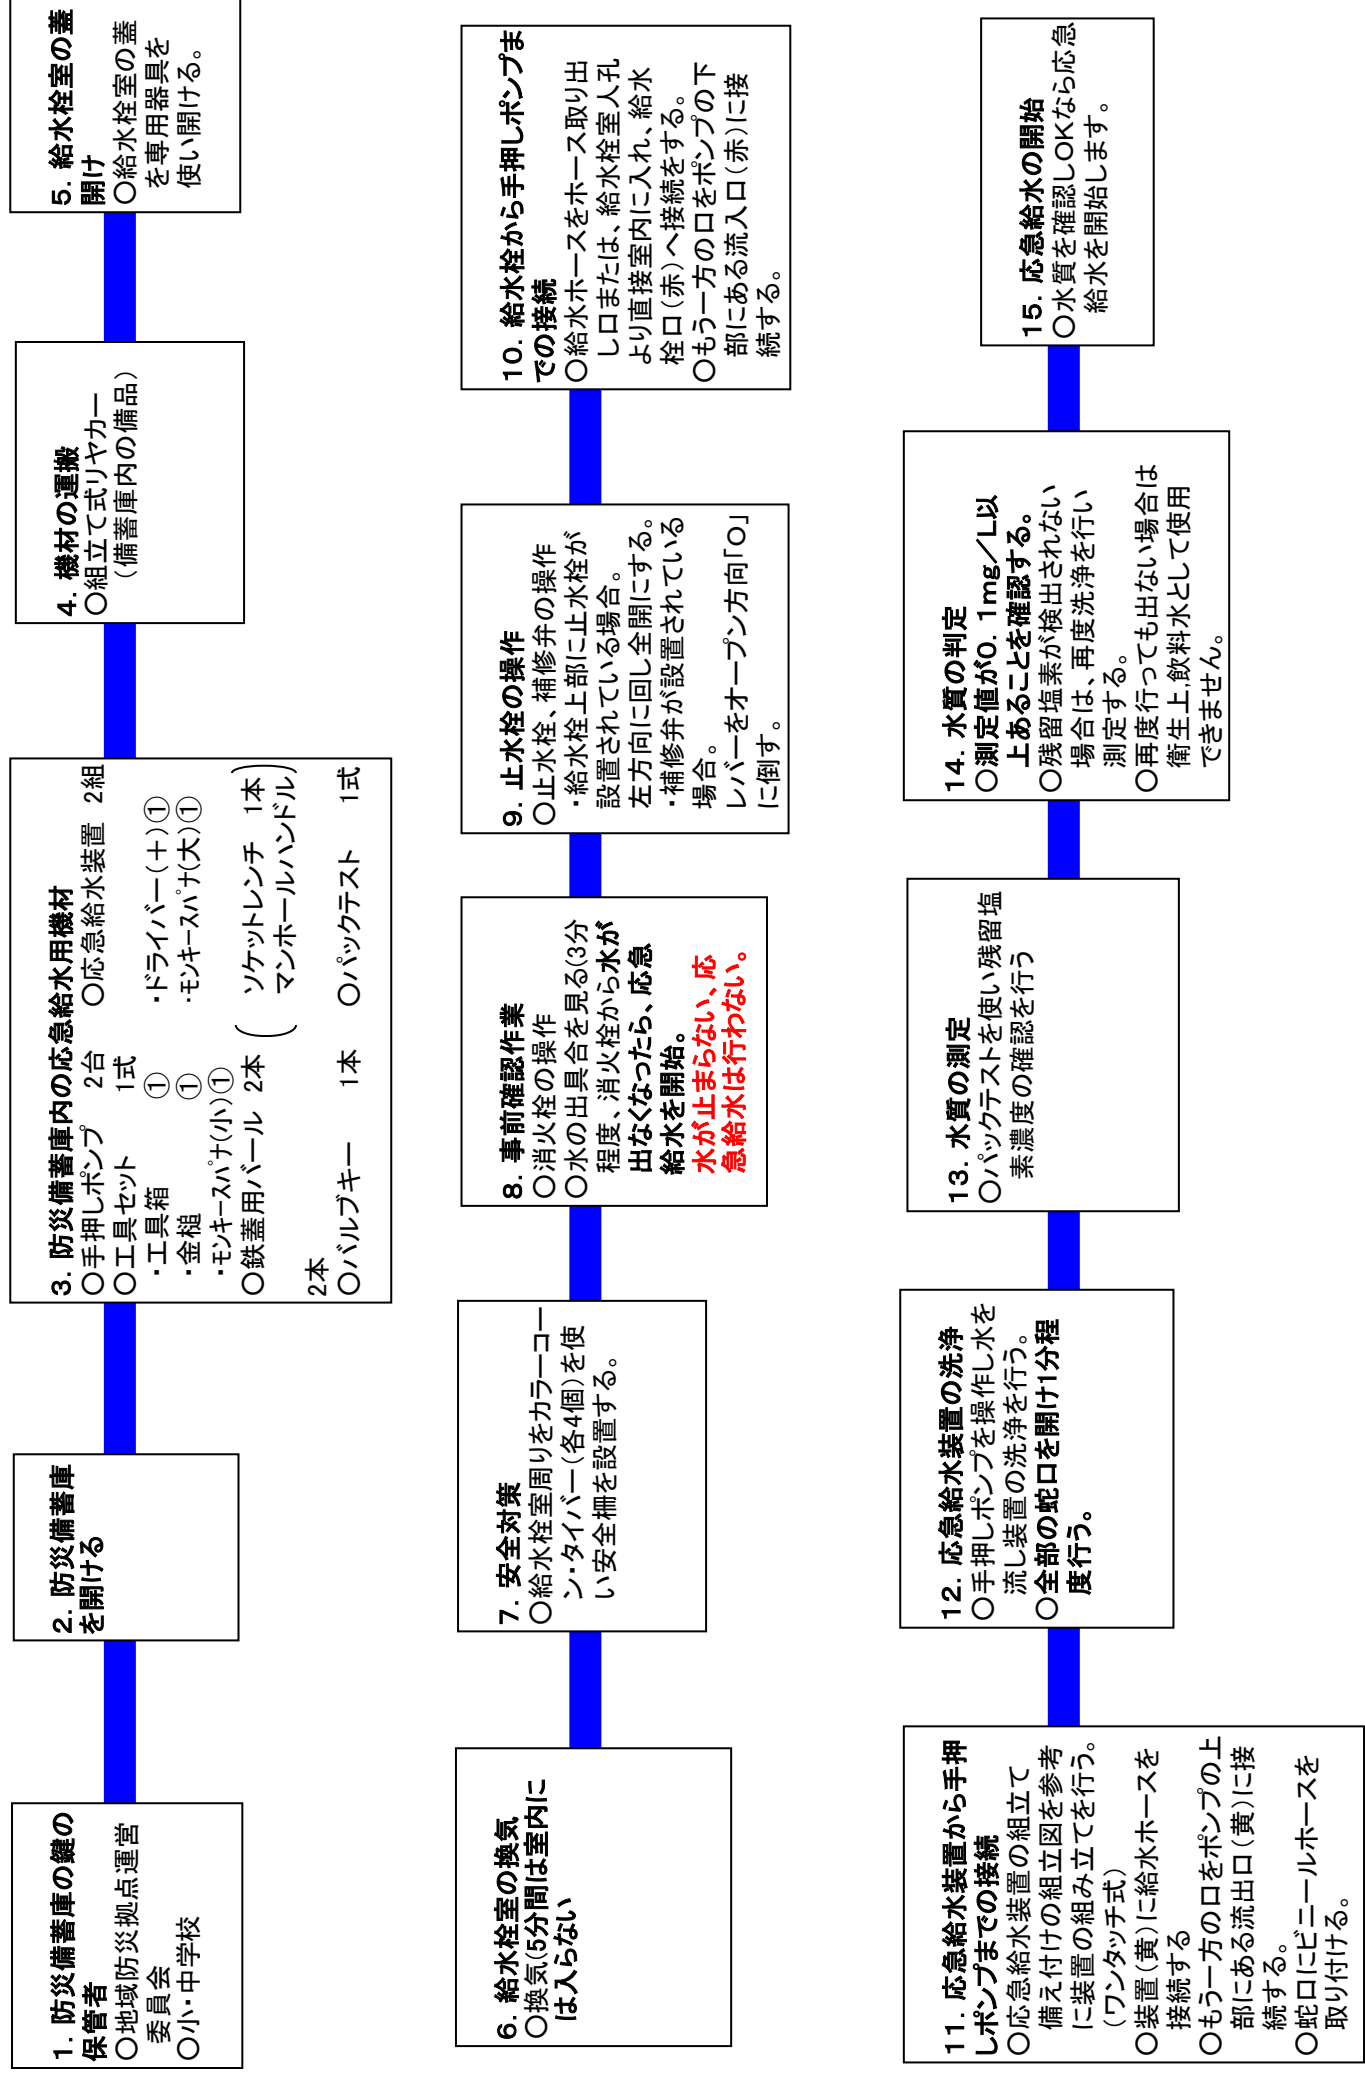 1．防災備蓄庫の鍵の
保管者
○地域防災拠点運営
委員会
○小・中学校
2．防災備蓄庫
を開ける
3．防災備蓄庫内の応急給水用機材
○手押しポンプ 2台 ○応急給水装置 2組
○工具セット 1式
・工具箱 ① ・ドライバー(＋)①
・金槌 ① ・モンキースパナ(大)①
・モンキースパナ(小)①
○鉄蓋用バール 2本 （ソケットレンチ 1本）
マンホールハンドル
2本
○バルブキー 1本 ○パックテスト 1式
4．機材の運搬
○組立て式リヤカー
（備蓄庫内の備品）
5．給水栓室の蓋
開け
○給水栓室の蓋
を専用器具を
使い開ける。
6．給水栓室の換気
○換気(5分間は室内に
は入らない
7．安全対策
○給水栓室周りをカラーコー
ン・タイバー(各4個)を使
い安全柵を設置する。
8．事前確認作業
○消火栓の操作
○水の出具合を見る(3分
程度、消火栓から水が
出なくなったら、応急
給水を開始。
水が止まらない、応
急給水は行わない。
9．止水栓の操作
○止水栓、補修弁の操作
・給水栓上部に止水栓が
設置されている場合。
左方向に回し全開にする。
・補修弁が設置されている
場合。
レバーをオープン方向「○」
に倒す。
10．給水栓から手押しポンプま
での接続
○給水ホースをホース取り出
し口または、給水栓室人孔
より直接室内に入れ、給水
栓口（赤）へ接続をする。
○もう一方の口をポンプの下
部にある流入口（赤）に接
続する。
11．応急給水装置から手押
しポンプまでの接続
○応急給水装置の組立て
備え付けの組立図を参考
に装置の組み立てを行う。
（ワンタッチ式）
○装置（黄）に給水ホースを
接続する
○もう一方の口をポンプの上
部にある流出口（黄）に接
続する。
○蛇口にビニールホースを
取り付ける。
12．応急給水装置の洗浄
○手押しポンプを操作し水を
流し装置の洗浄を行う。
○全部の蛇口を開け1分程
度行う。
13．水質の測定
○パックテストを使い残留塩
素濃度の確認を行う
14．水質の判定
○測定値が0．1mg／L以
上あることを確認する。
○残留塩素が検出されない
場合は、再度洗浄を行い
測定する。
○再度行っても出ない場合は
衛生上,飲料水として使用
できません。
15．応急給水の開始
○水質を確認しOKなら応急
給水を開始します。